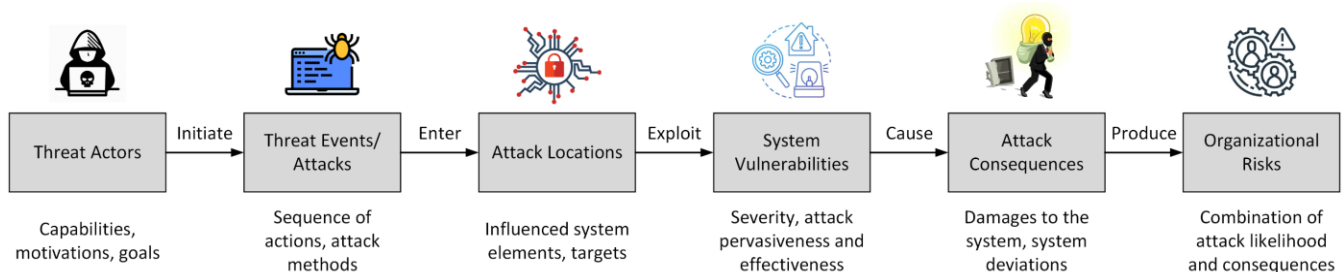 Threat Actors
Initiate
Threat Events/
Attacks
Enter
Attack Locations
Exploit
System
Vulnerabilities
Cause
Attack
Consequences
Produce
Organizational
Risks
Capabilities,
motivations, goals
Sequence of
actions, attack
methods
Influenced system
elements, targets
Severity, attack
pervasiveness and
effectiveness
Damages to the
system, system
deviations
Combination of
attack likelihood
and consequences